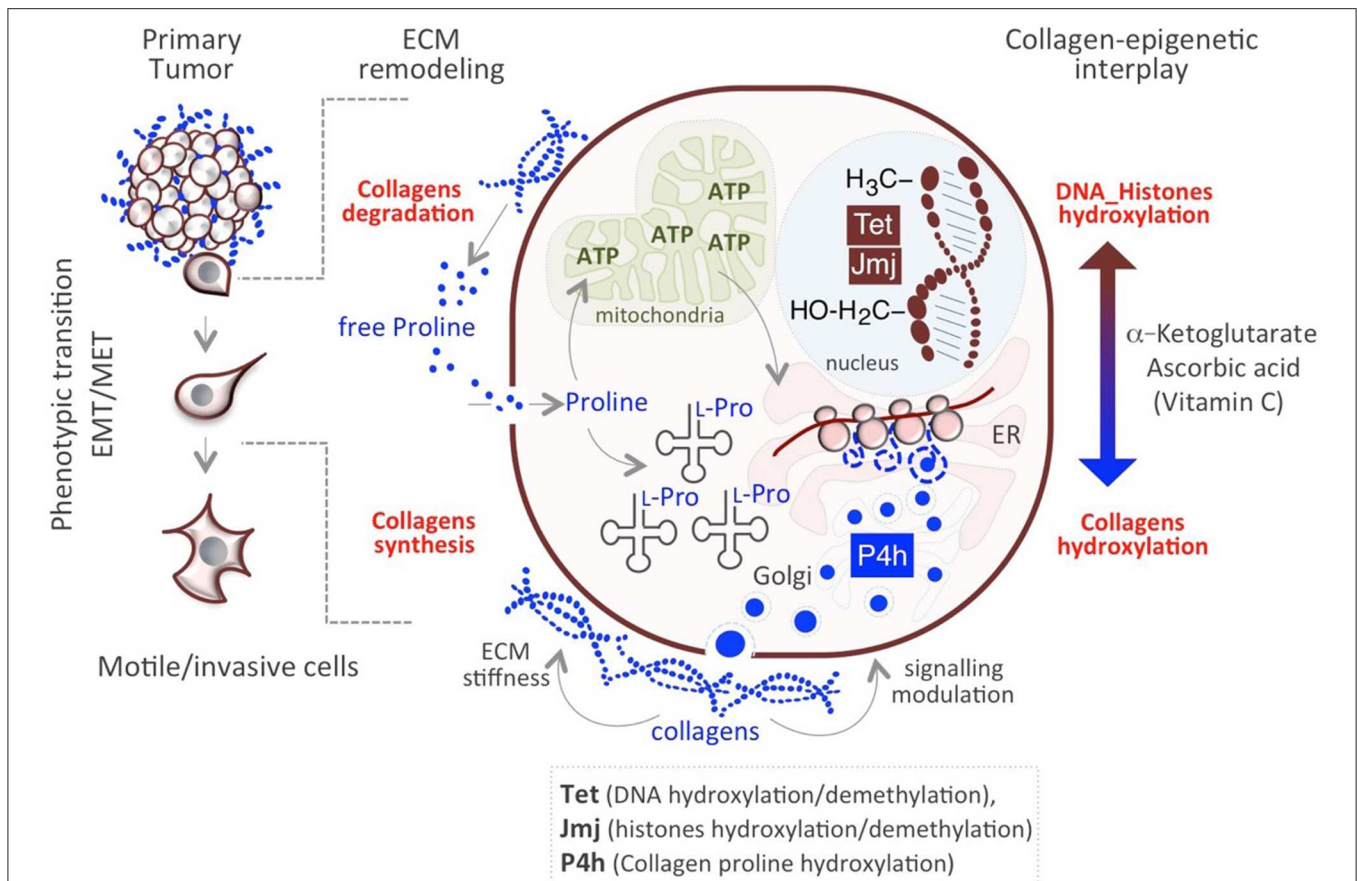 Primary
Tumor
ECM
remodeling
Collagen-epigenetic
interplay
Collagens
degradation
free Proline
Phenotypic transition
EMT/MET
Collagens
synthesis
Motile/invasive cells
ATP
ATP
ATP
ATP
mitochondria
H₃C–
Tet
Jmj
HO-H₂C–
nucleus
Proline
L-Pro
L-Pro
L-Pro
ER
P4h
Golgi
DNA_Histones
hydroxylation
α–Ketoglutarate
Ascorbic acid
(Vitamin C)
Collagens
hydroxylation
ECM
stiffness
signalling
modulation
collagens
Tet (DNA hydroxylation/demethylation),
Jmj (histones hydroxylation/demethylation)
P4h (Collagen proline hydroxylation)